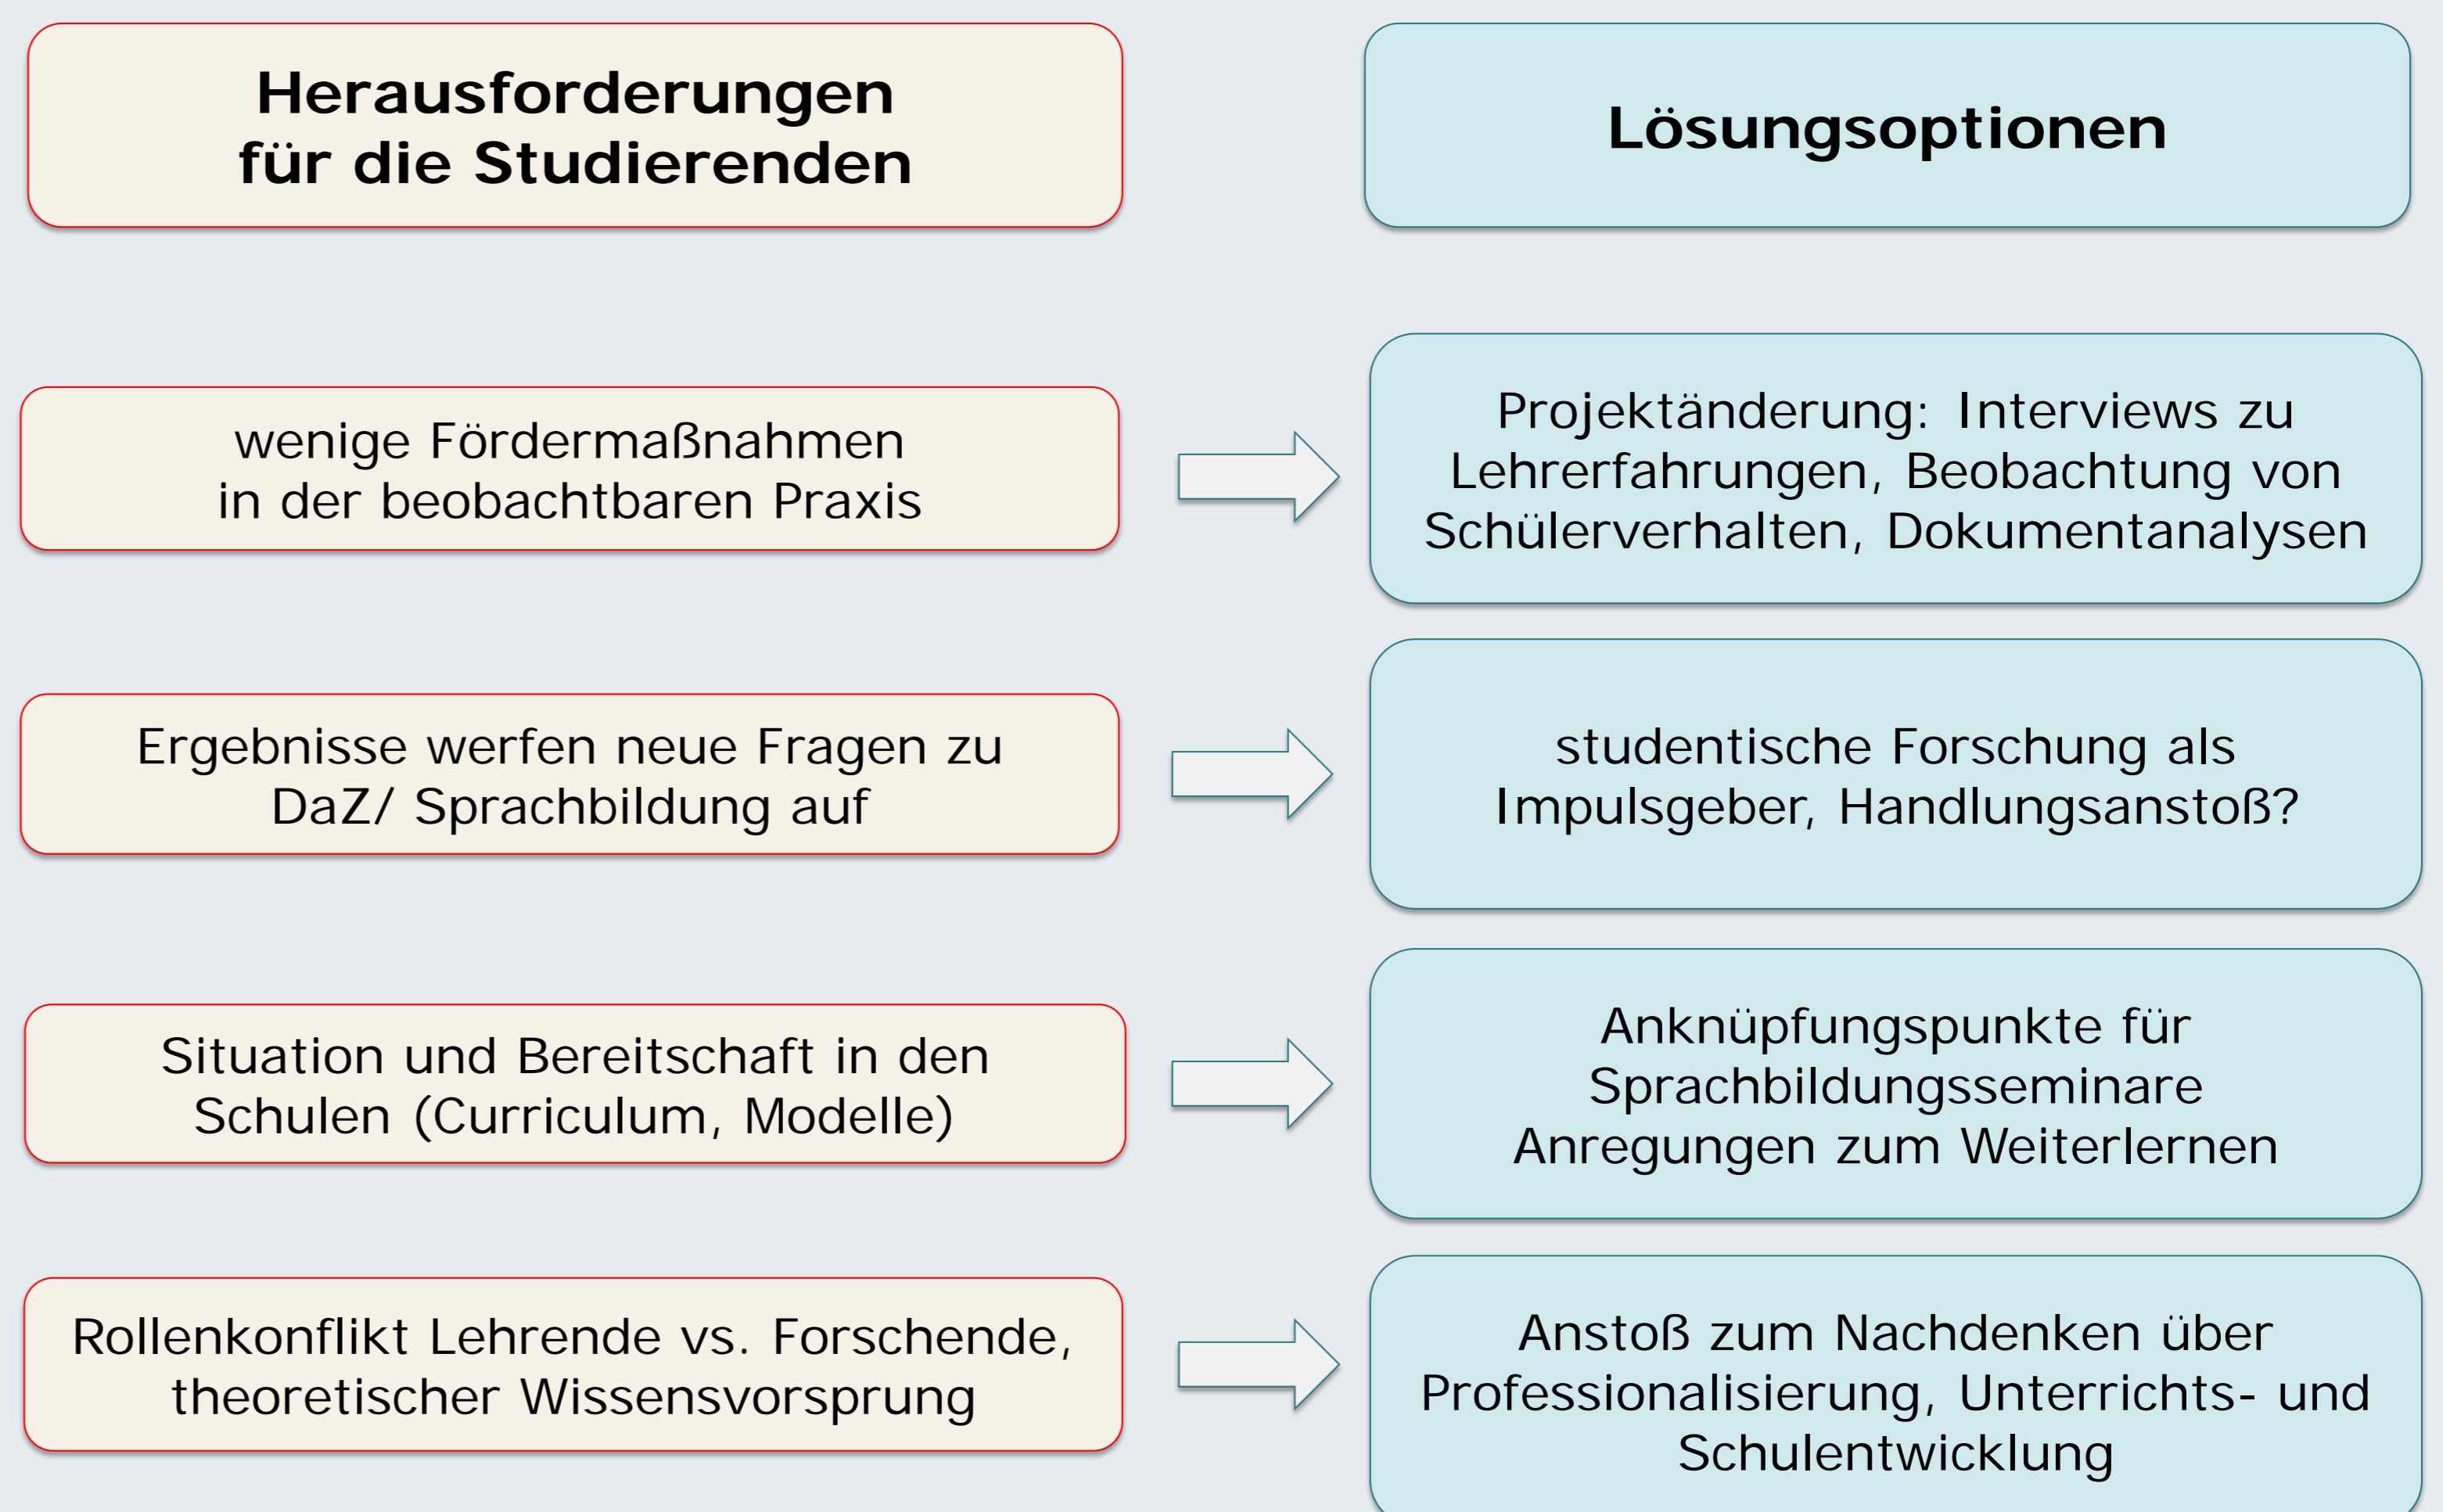 Herausforderungen
für die Studierenden
Lösungsoptionen
wenige Fördermaßnahmen
in der beobachtbaren Praxis
Projektänderung: Interviews zu
Lehrerfahrungen, Beobachtung von
Schülerverhalten, Dokumentanalysen
Ergebnisse werfen neue Fragen zu
DaZ/ Sprachbildung auf
studentische Forschung als
Impulsgeber, Handlungsanstoß?
Situation und Bereitschaft in den
Schulen (Curriculum, Modelle)
Anknüpfungspunkte für
Sprachbildungsseminare
Anregungen zum Weiterlernen
Rollenkonflikt Lehrende vs. Forschende,
theoretischer Wissensvorsprung
Anstoß zum Nachdenken über
Professionalisierung, Unterrichts- und
Schulentwicklung